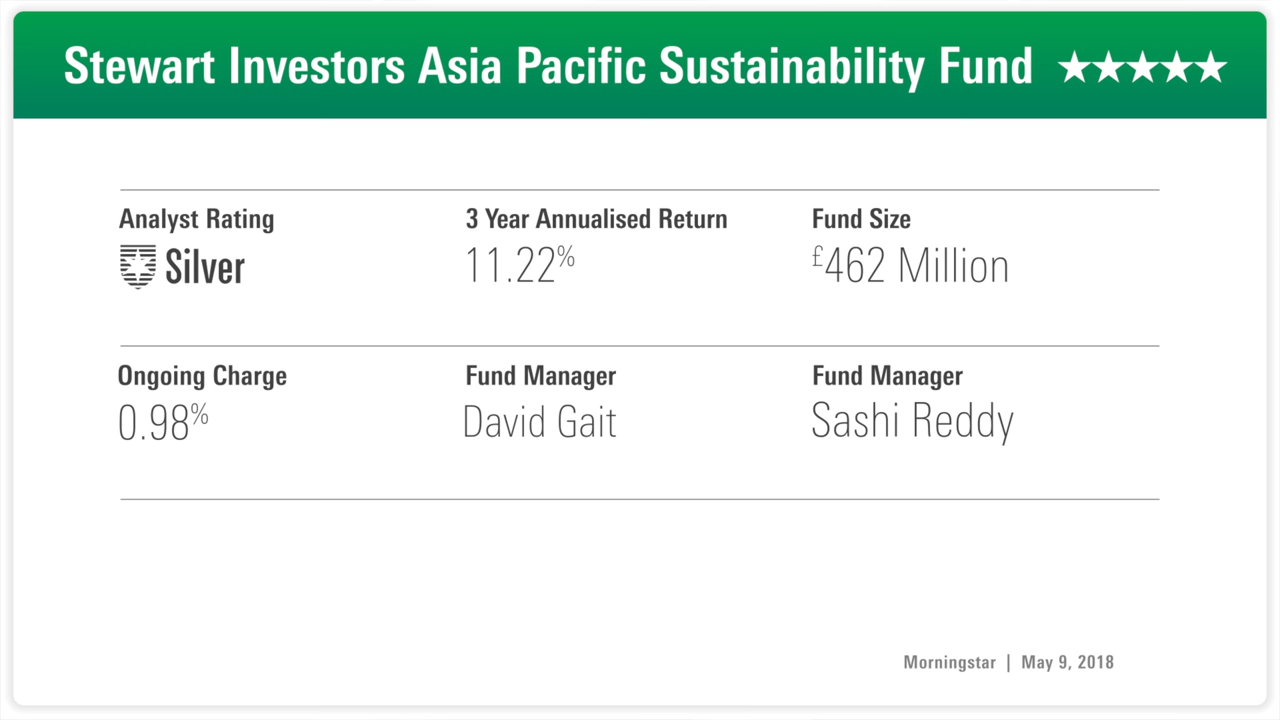 Stewart Investors Asia Pacific Sustainability Fund ★★★★★
Analyst Rating
Silver
3 Year Annualised Return
11.22%
Fund Size
£462 Million
Ongoing Charge
0.98%
Fund Manager
David Gait
Fund Manager
Sashi Reddy
Morningstar | May 9, 2018